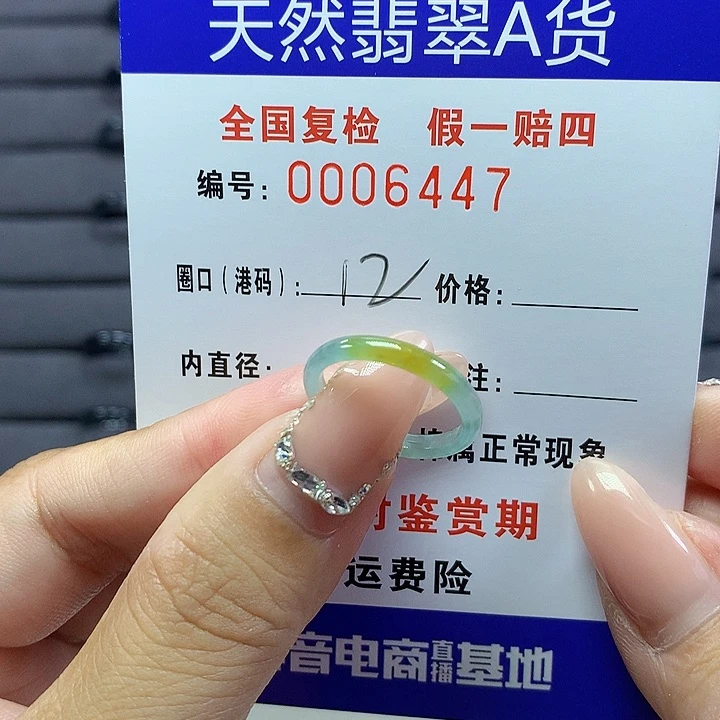 天然翡翠A货
全国复检 假一赔四
编号: 0006447
圈口(港码): 12 价格:
内直径: 注:
属正常现象
鉴赏期
运费险
音电商直播基地